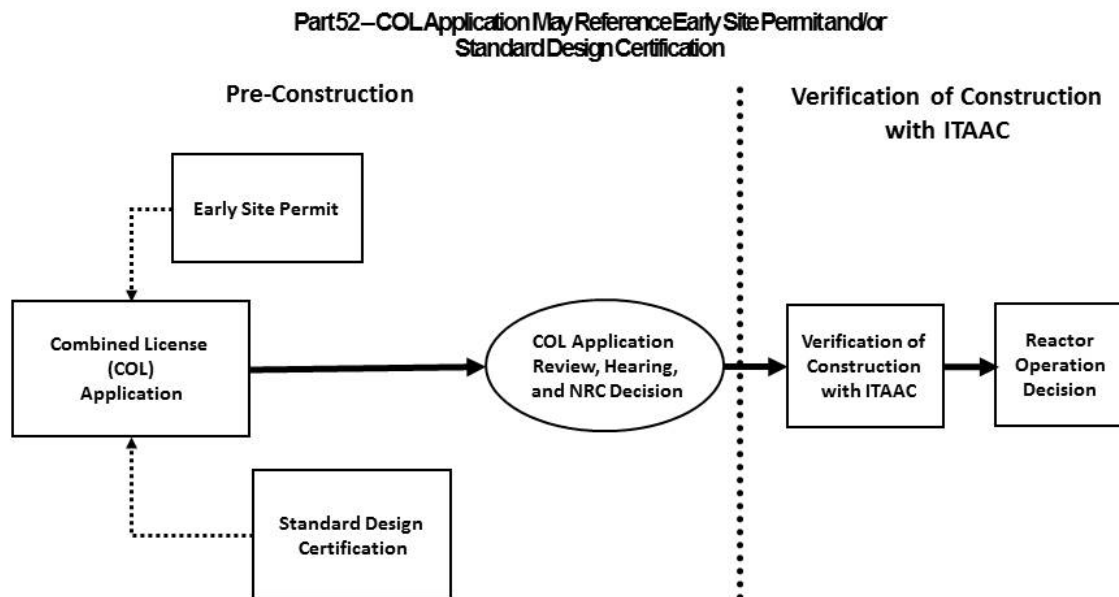 Part 52 – COL Application May Reference Early Site Permit and/or
Standard Design Certification
Pre-Construction
Verification of Construction
with ITAAC
Early Site Permit
Combined License
(COL)
Application
COL Application
Review, Hearing,
and NRC Decision
Verification of
Construction
with ITAAC
Reactor
Operation
Decision
Standard Design
Certification